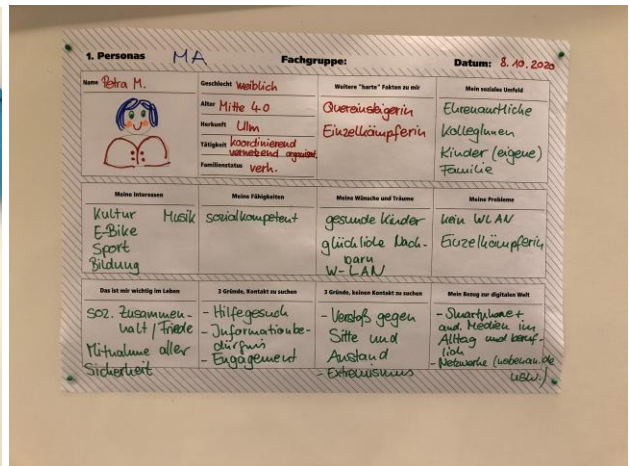 1. Personas MA Fachgruppe: Datum: 8.10.2020
Name Petra M.
Geschlecht weiblich
Alter Mitte 40
Herkunft Ulm
Tätigkeit koordinierend
vernetzend organisat.
Familienstatus verh.
Weitere "harte" Fakten zu mir
Quereinsteigerin
Einzelkämpferin
Mein soziales Umfeld
Ehrenamtliche
KollegInnen
Kinder (eigene)
Familie
Meine Interessen
Kultur Musik
E-Bike
Sport
Bildung
Meine Fähigkeiten
sozialkompetent
Meine Wünsche und Träume
gesunde Kinder
glückliche Nach-
barn
W-LAN
Meine Probleme
kein WLAN
Einzelkämpferin
Das ist mir wichtig im Leben
soz. Zusammen-
halt / Friede
Mitnahme aller
Sicherheit
3 Gründe, Kontakt zu suchen
- Hilfegesuch
- Informationbe-
dürfnis
- Engagement
3 Gründe, keinen Kontakt zu suchen
- Verstoß gegen
Sitte und
Anstand
- Extremismus
Mein Bezug zur digitalen Welt
- Smartphone +
and. Medien im
Alltag und beruf-
lich
- Netzwerke (nebenan.de
usw.)